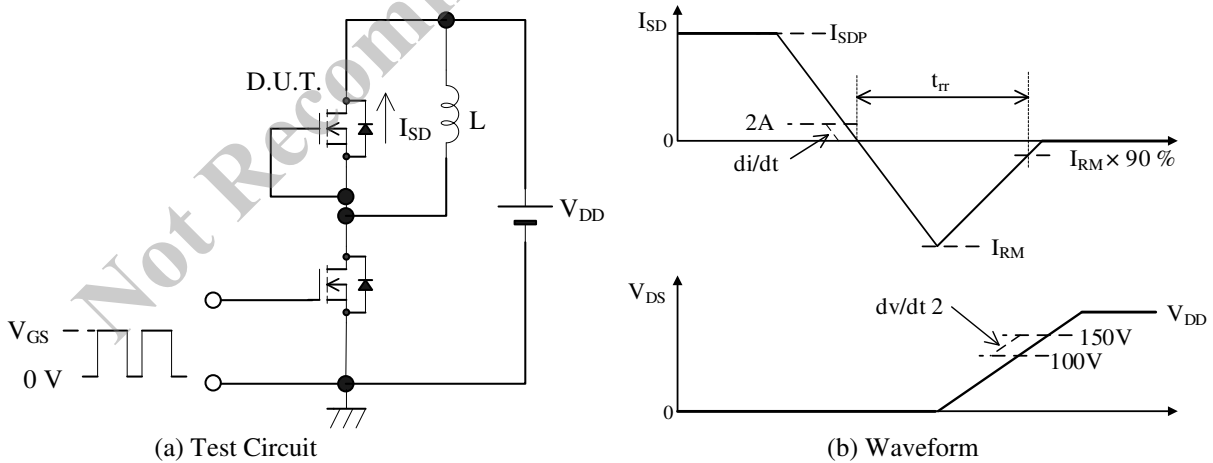 Not Recomm
D.U.T.
I_SD
L
V_DD
V_GS
0 V
(a) Test Circuit
I_SD
I_SDP
t_rr
2A
0
di/dt
I_RM × 90 %
I_RM
V_DS
dv/dt 2
V_DD
150V
100V
0
(b) Waveform